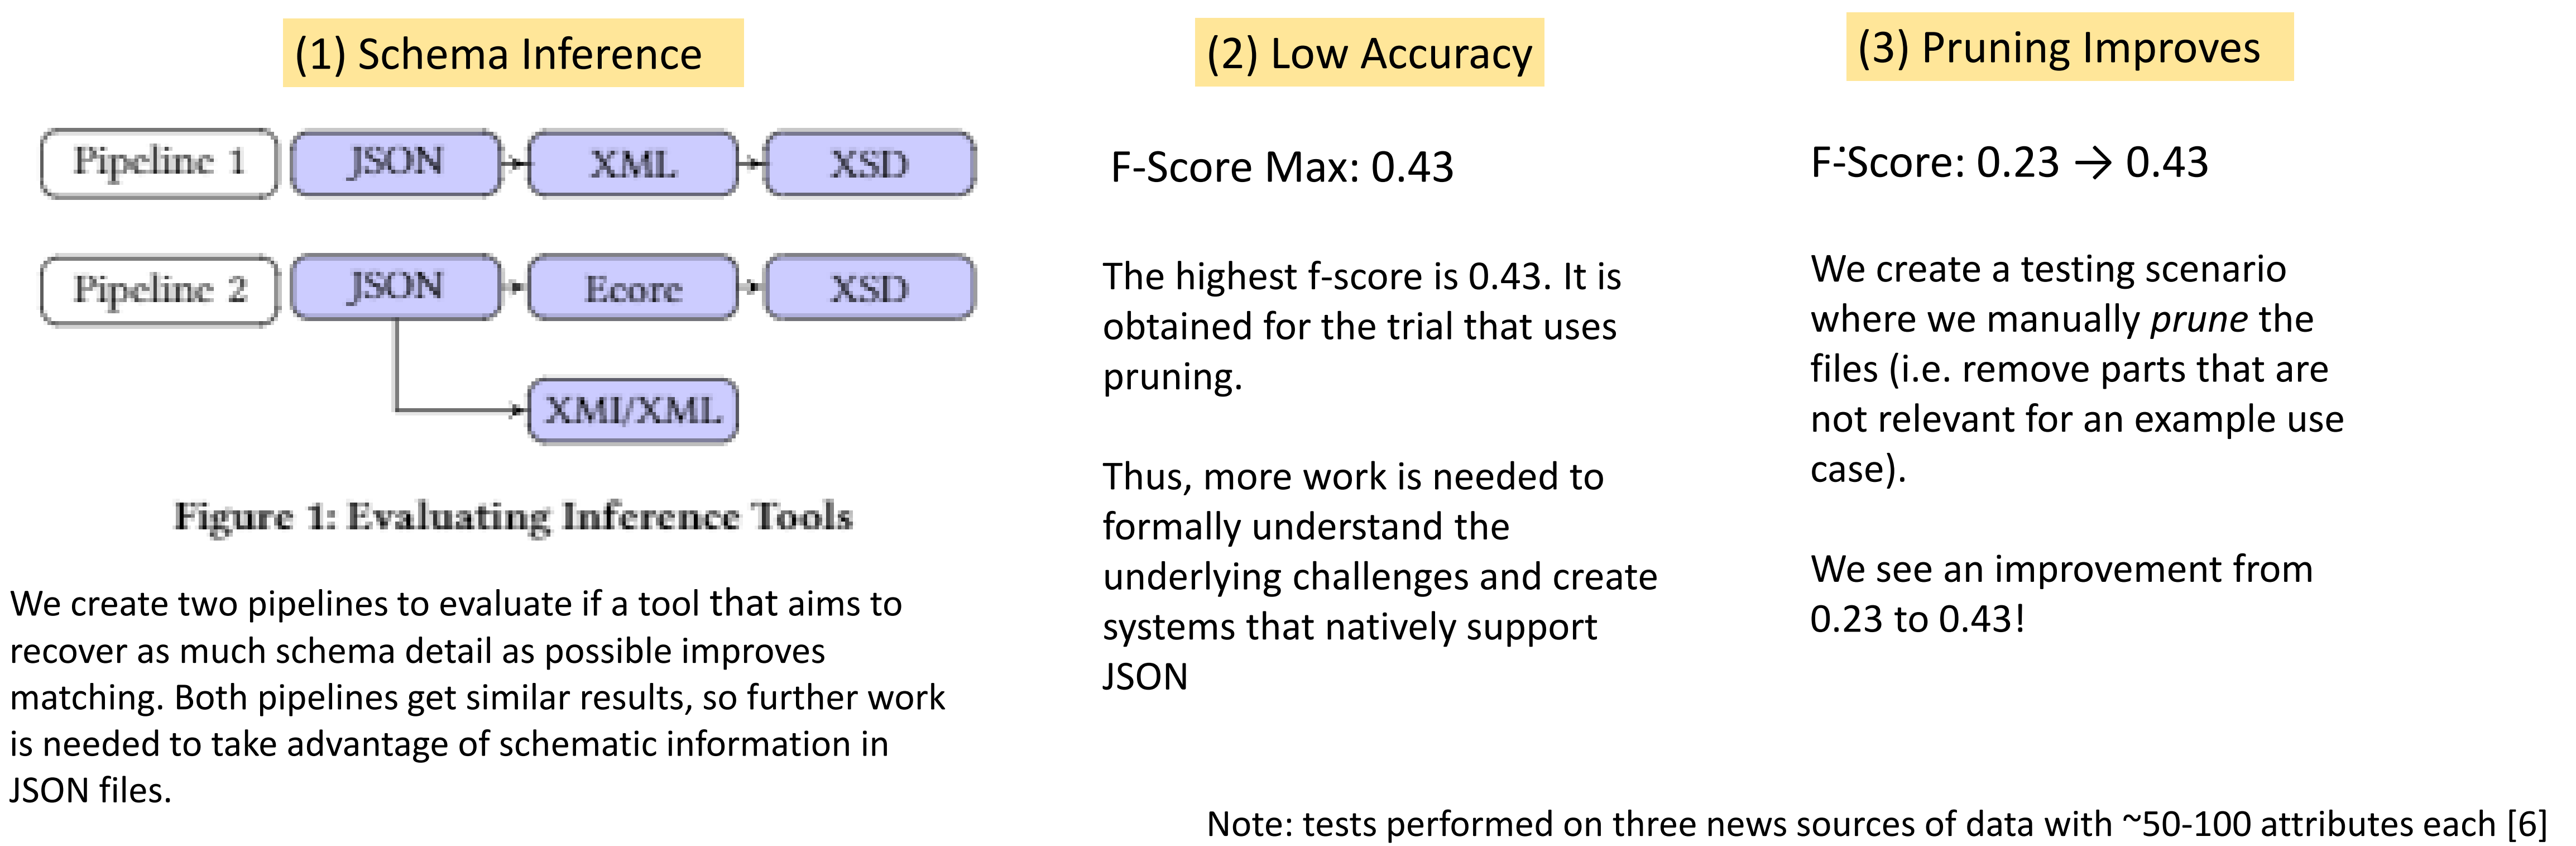 (1) Schema Inference
Pipeline 1 JSON XML XSD
Pipeline 2 JSON Ecore XSD
XMI/XML
Figure 1: Evaluating Inference Tools
We create two pipelines to evaluate if a tool that aims to
recover as much schema detail as possible improves
matching. Both pipelines get similar results, so further work
is needed to take advantage of schematic information in
JSON files.
(2) Low Accuracy
F-Score Max: 0.43
The highest f-score is 0.43. It is
obtained for the trial that uses
pruning.
Thus, more work is needed to
formally understand the
underlying challenges and create
systems that natively support
JSON
(3) Pruning Improves
F-Score: 0.23 → 0.43
We create a testing scenario
where we manually prune the
files (i.e. remove parts that are
not relevant for an example use
case).
We see an improvement from
0.23 to 0.43!
Note: tests performed on three news sources of data with ~50-100 attributes each [6]